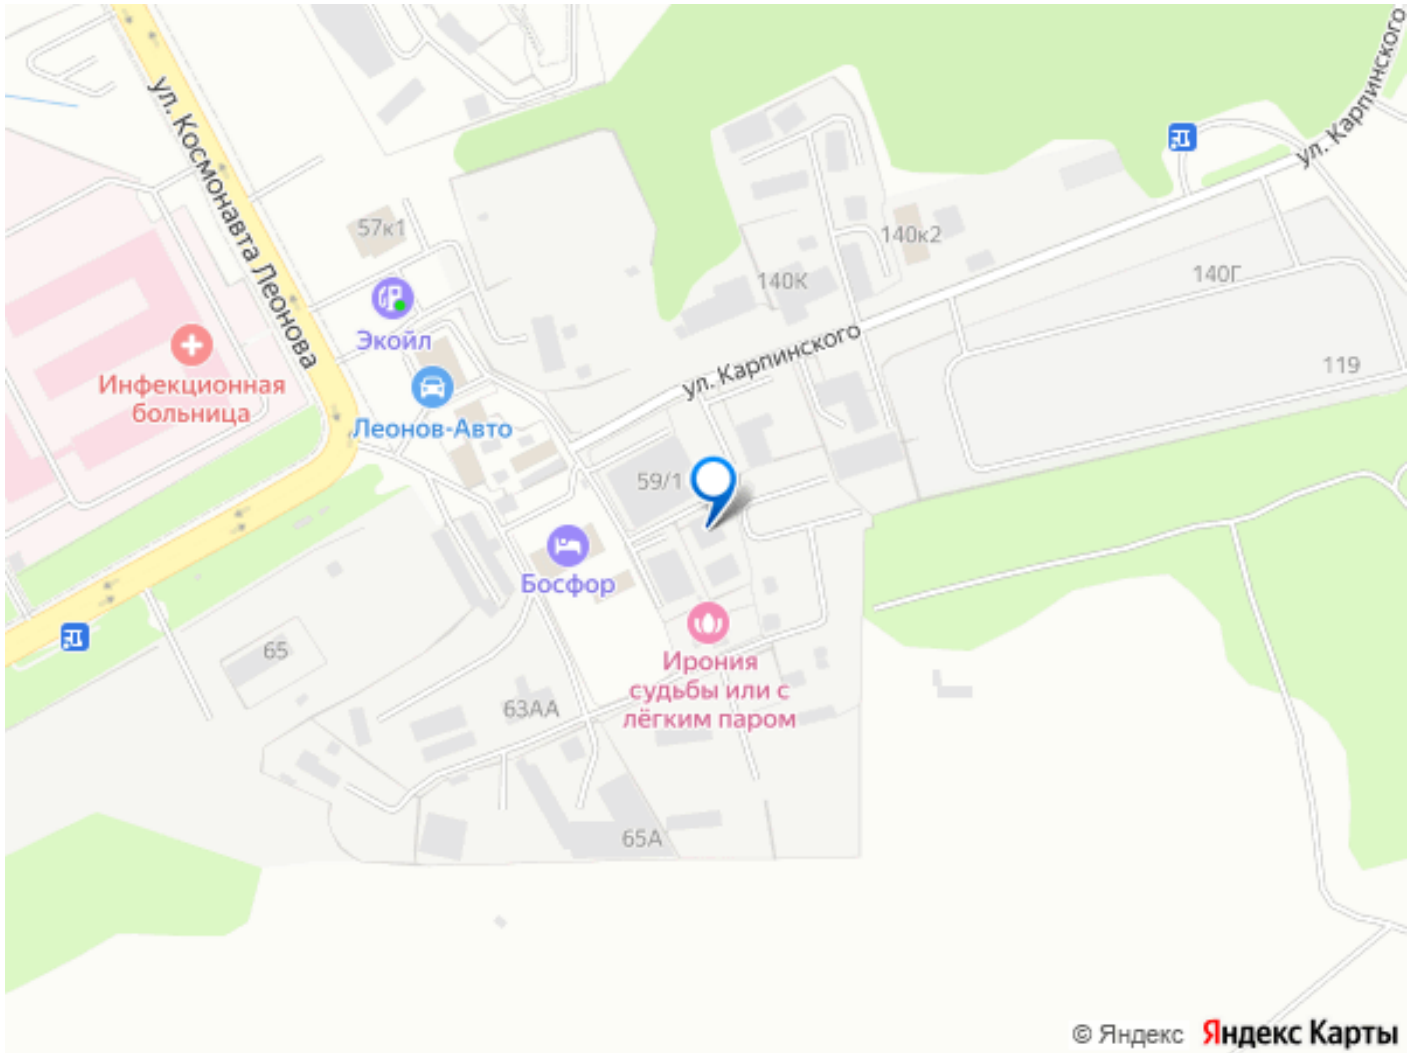 ул. Карпинского
ул. Космонавта Леонова
57к1
140к2
140К
140Г
Экойл
ул. Карпинского
Инфекционная
больница
119
Леонов-Авто
59/1
Босфор
65
Ирония
судьбы или с
лёгким паром
63АА
65А
© Яндекс Яндекс Карты